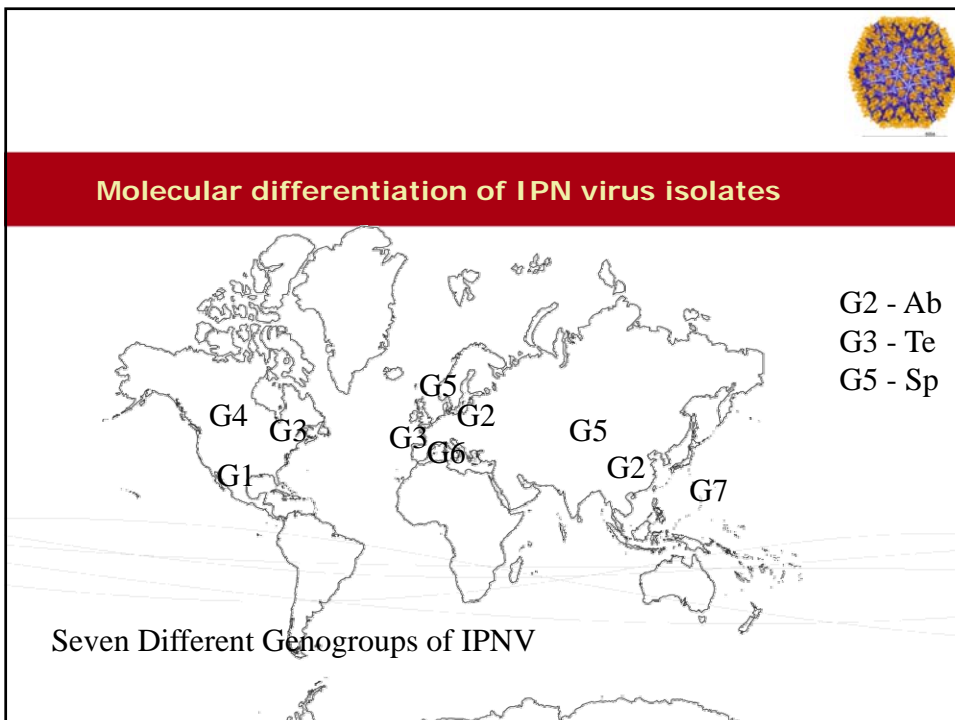 Molecular differentiation of IPN virus isolates
G2 - Ab
G3 - Te
G5 - Sp
G5
G4
G3
G2
G3
G6
G5
G1
G2
G7
Seven Different Genogroups of IPNV